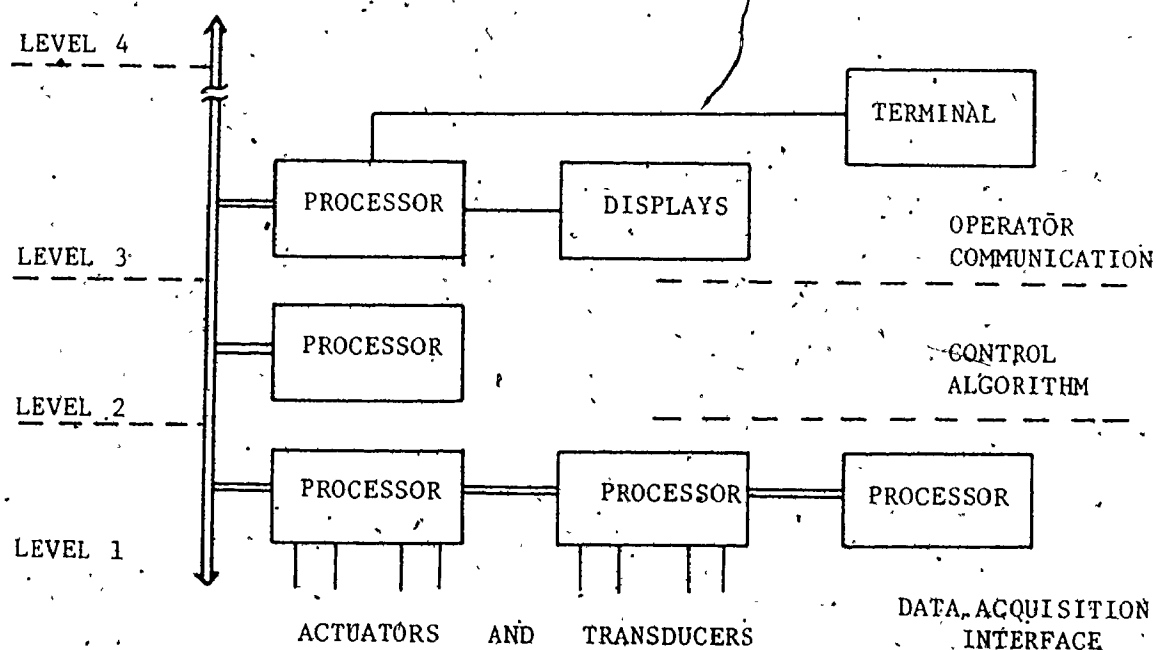 LEVEL 4
TERMINAL
PROCESSOR
DISPLAYS
OPERATOR
COMMUNICATION
LEVEL 3
PROCESSOR
CONTROL
ALGORITHM
LEVEL 2
PROCESSOR
PROCESSOR
PROCESSOR
LEVEL 1
ACTUATORS AND TRANSDUCERS
DATA ACQUISITION
INTERFACE